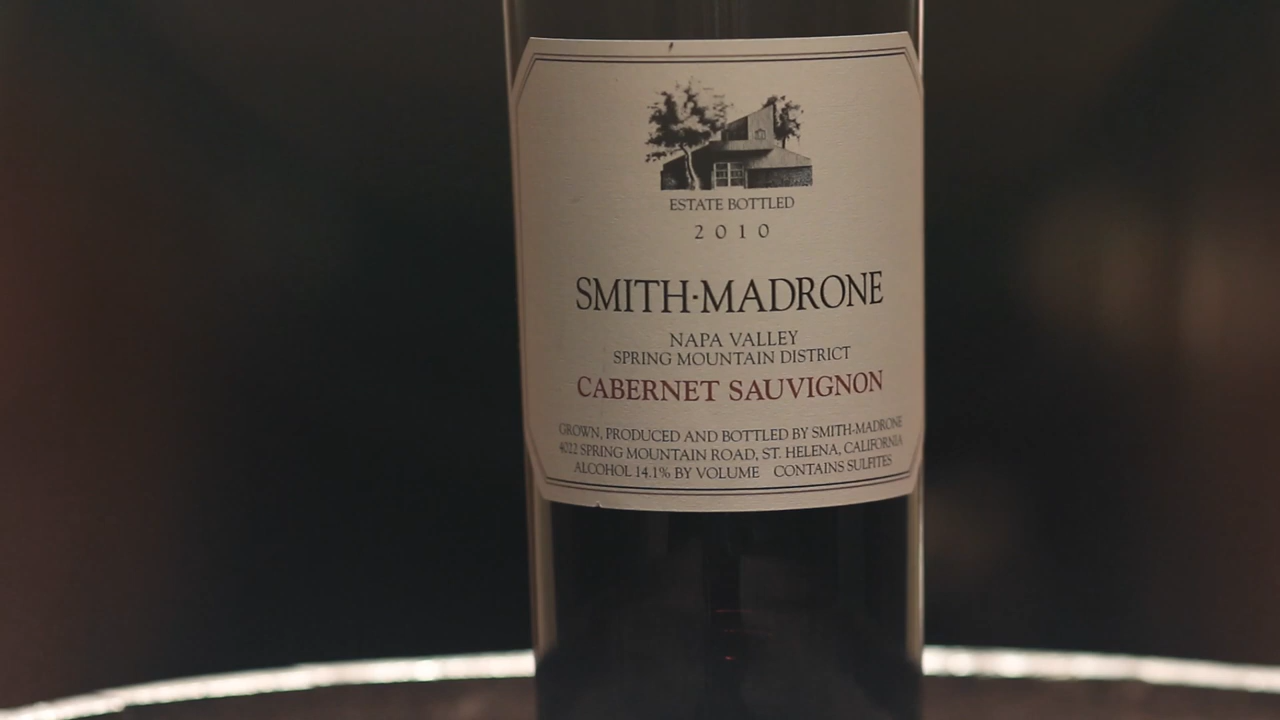 ESTATE BOTTLED
2010
SMITH·MADRONE
NAPA VALLEY
SPRING MOUNTAIN DISTRICT
CABERNET SAUVIGNON
GROWN, PRODUCED AND BOTTLED BY SMITH-MADRONE
4022 SPRING MOUNTAIN ROAD, ST. HELENA, CALIFORNIA
ALCOHOL 14.1% BY VOLUME CONTAINS SULFITES